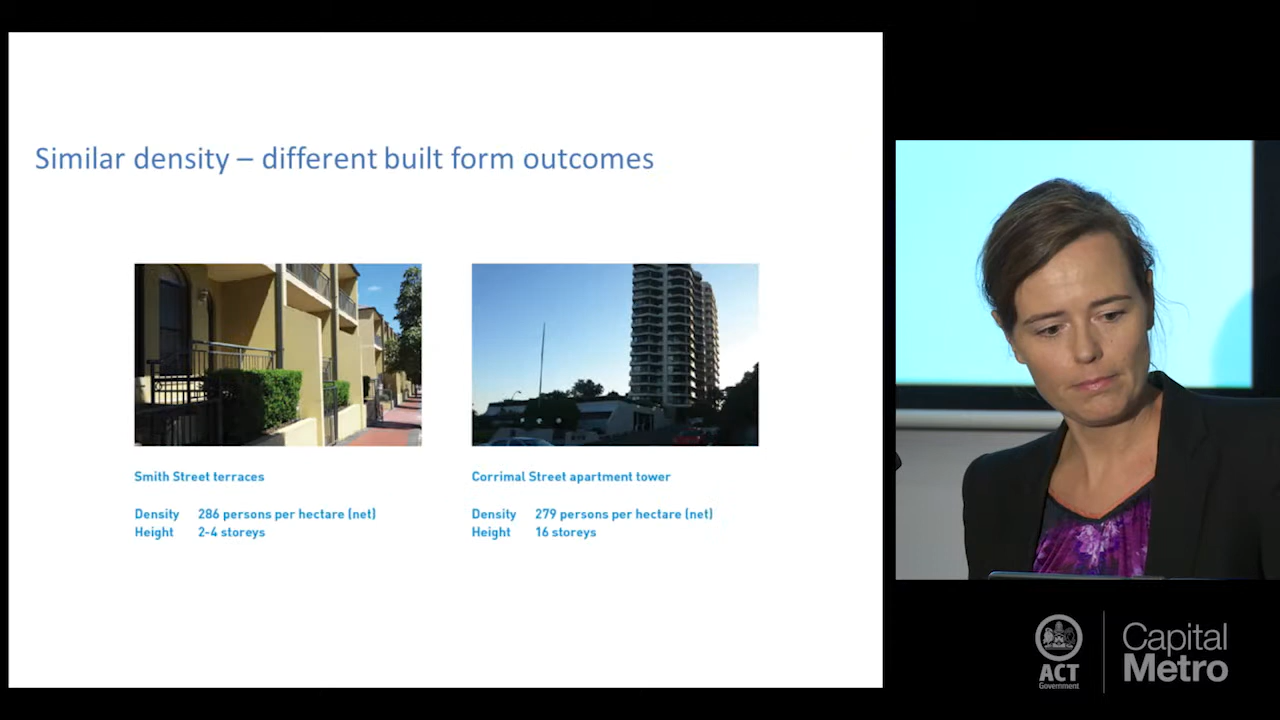 Similar density – different built form outcomes
Smith Street terraces
Density 286 persons per hectare (net)
Height 2-4 storeys
Corrimal Street apartment tower
Density 279 persons per hectare (net)
Height 16 storeys
ACT
Government
Capital
Metro